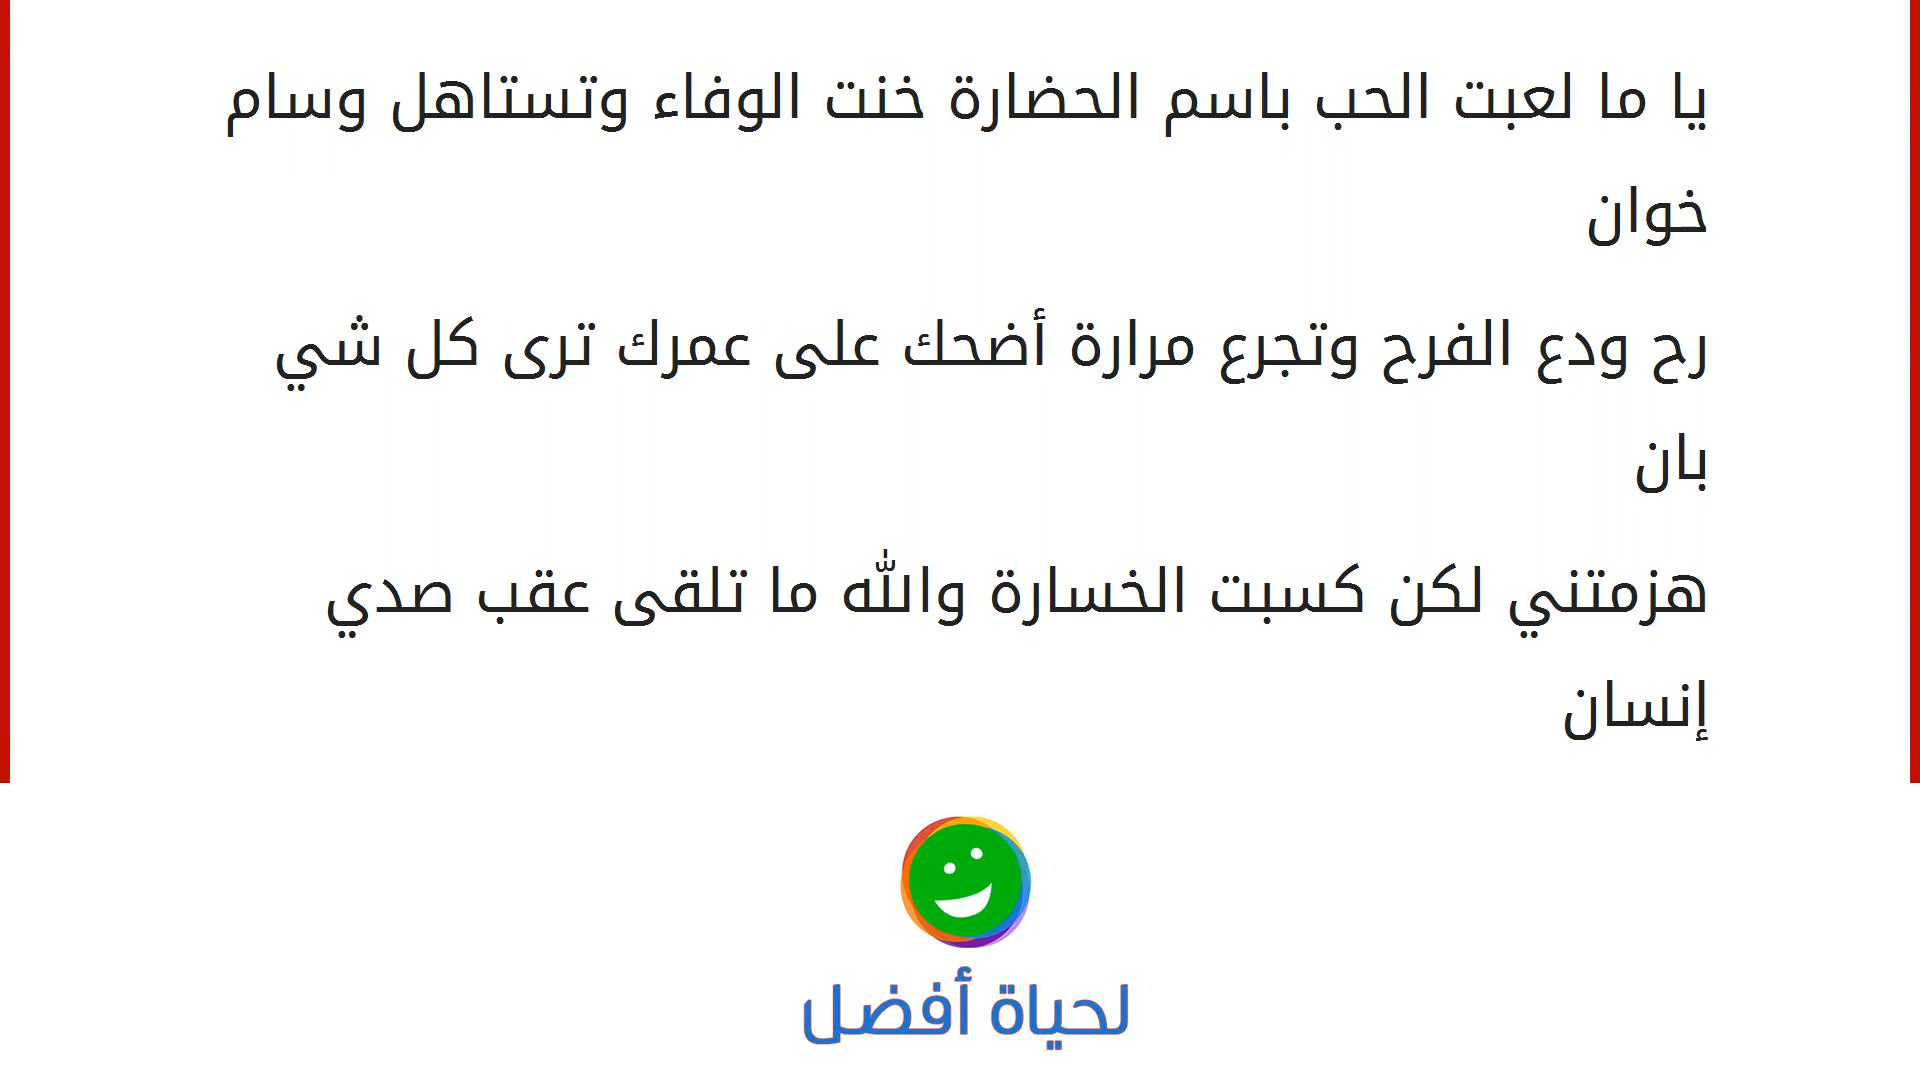 يا ما لعبت الحب باسم الحضارة خنت الوفاء وتستاهل وسام
خوان
رح ودع الفرح وتجرع مرارة أضحك على عمرك ترى كل شي
بان
هزمتني لكن كسبت الخسارة والله ما تلقى عقب صدي
إنسان
لحياة أفضل